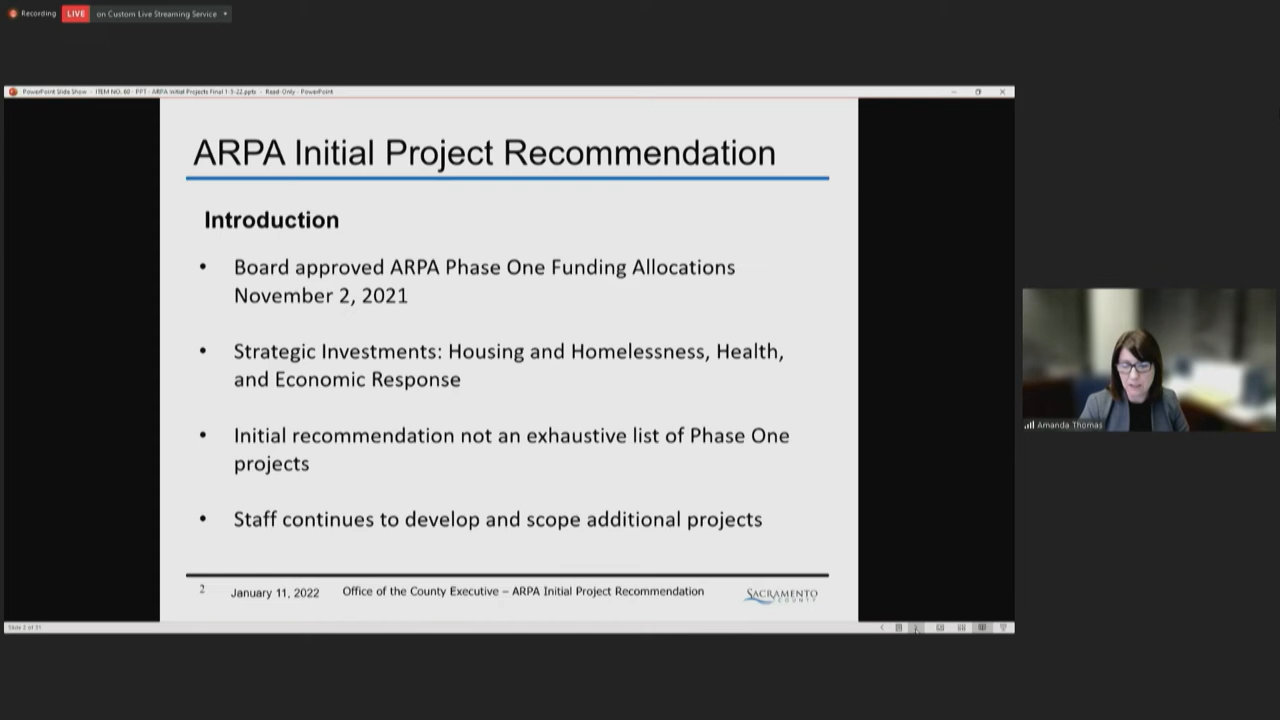 Recording
LIVE
on Custom Live Streaming Service
PowerPoint Slide Show - ITEM NO. 60 - PPT - ARPA Initial Projects Final 1-3-22.pptx - Read-Only - PowerPoint
ARPA Initial Project Recommendation
Introduction
• Board approved ARPA Phase One Funding Allocations
November 2, 2021
• Strategic Investments: Housing and Homelessness, Health,
and Economic Response
• Initial recommendation not an exhaustive list of Phase One
projects
• Staff continues to develop and scope additional projects
2
January 11, 2022
Office of the County Executive – ARPA Initial Project Recommendation
SACRAMENTO
COUNTY
Amanda Thomas
Slide 2 of 31